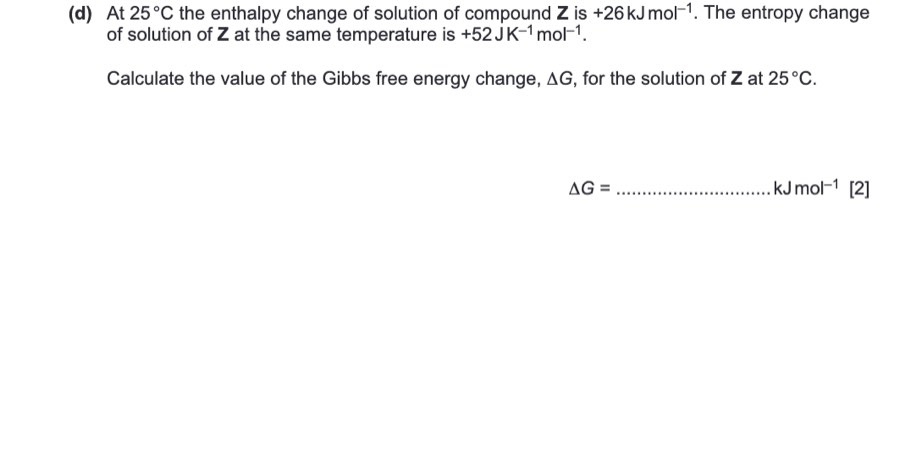 (d) At 25 °C the enthalpy change of solution of compound Z is +26 kJ mol⁻¹. The entropy change
of solution of Z at the same temperature is +52 J K⁻¹ mol⁻¹.
Calculate the value of the Gibbs free energy change, ΔG, for the solution of Z at 25 °C.
ΔG = .............................. kJ mol⁻¹ [2]